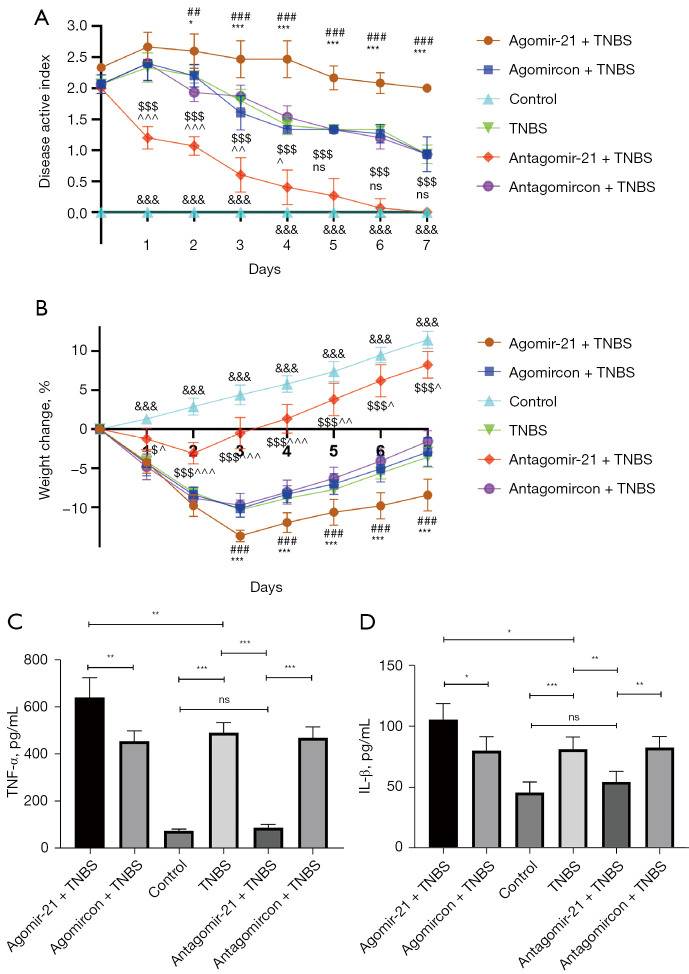 A
Disease active index
3.0
2.5
2.0
1.5
1.0
0.5
0.0
##
*
###
***
###
***
###
***
###
***
###
***
$$$
^^^
$$$
^^^
$$$
^^
$$$
^
$$$
ns
$$$
ns
$$$
ns
&&&
&&&
&&&
&&&
&&&
&&&
&&&
1
2
3
4
5
6
7
Days
Agomir-21 + TNBS
Agomircon + TNBS
Control
TNBS
Antagomir-21 + TNBS
Antagomircon + TNBS
B
Weight change, %
10
5
0
−5
−10
&&&
&&&
&&&
&&&
&&&
&&&
&&&
2
3
4
5
6
$$^
$$$^^^
$$$^^^
$$$^^^
$$$^^
$$$^
$$$^
###
***
###
***
###
***
###
***
###
***
Days
Agomir-21 + TNBS
Agomircon + TNBS
Control
TNBS
Antagomir-21 + TNBS
Antagomircon + TNBS
C
TNF-α, pg/mL
800
600
400
200
0
**
**
***
***
***
ns
Agomir-21 + TNBS
Agomircon + TNBS
Control
TNBS
Antagomir-21 + TNBS
Antagomircon + TNBS
D
IL-β, pg/mL
150
100
50
0
*
*
***
**
**
ns
Agomir-21 + TNBS
Agomircon + TNBS
Control
TNBS
Antagomir-21 + TNBS
Antagomircon + TNBS